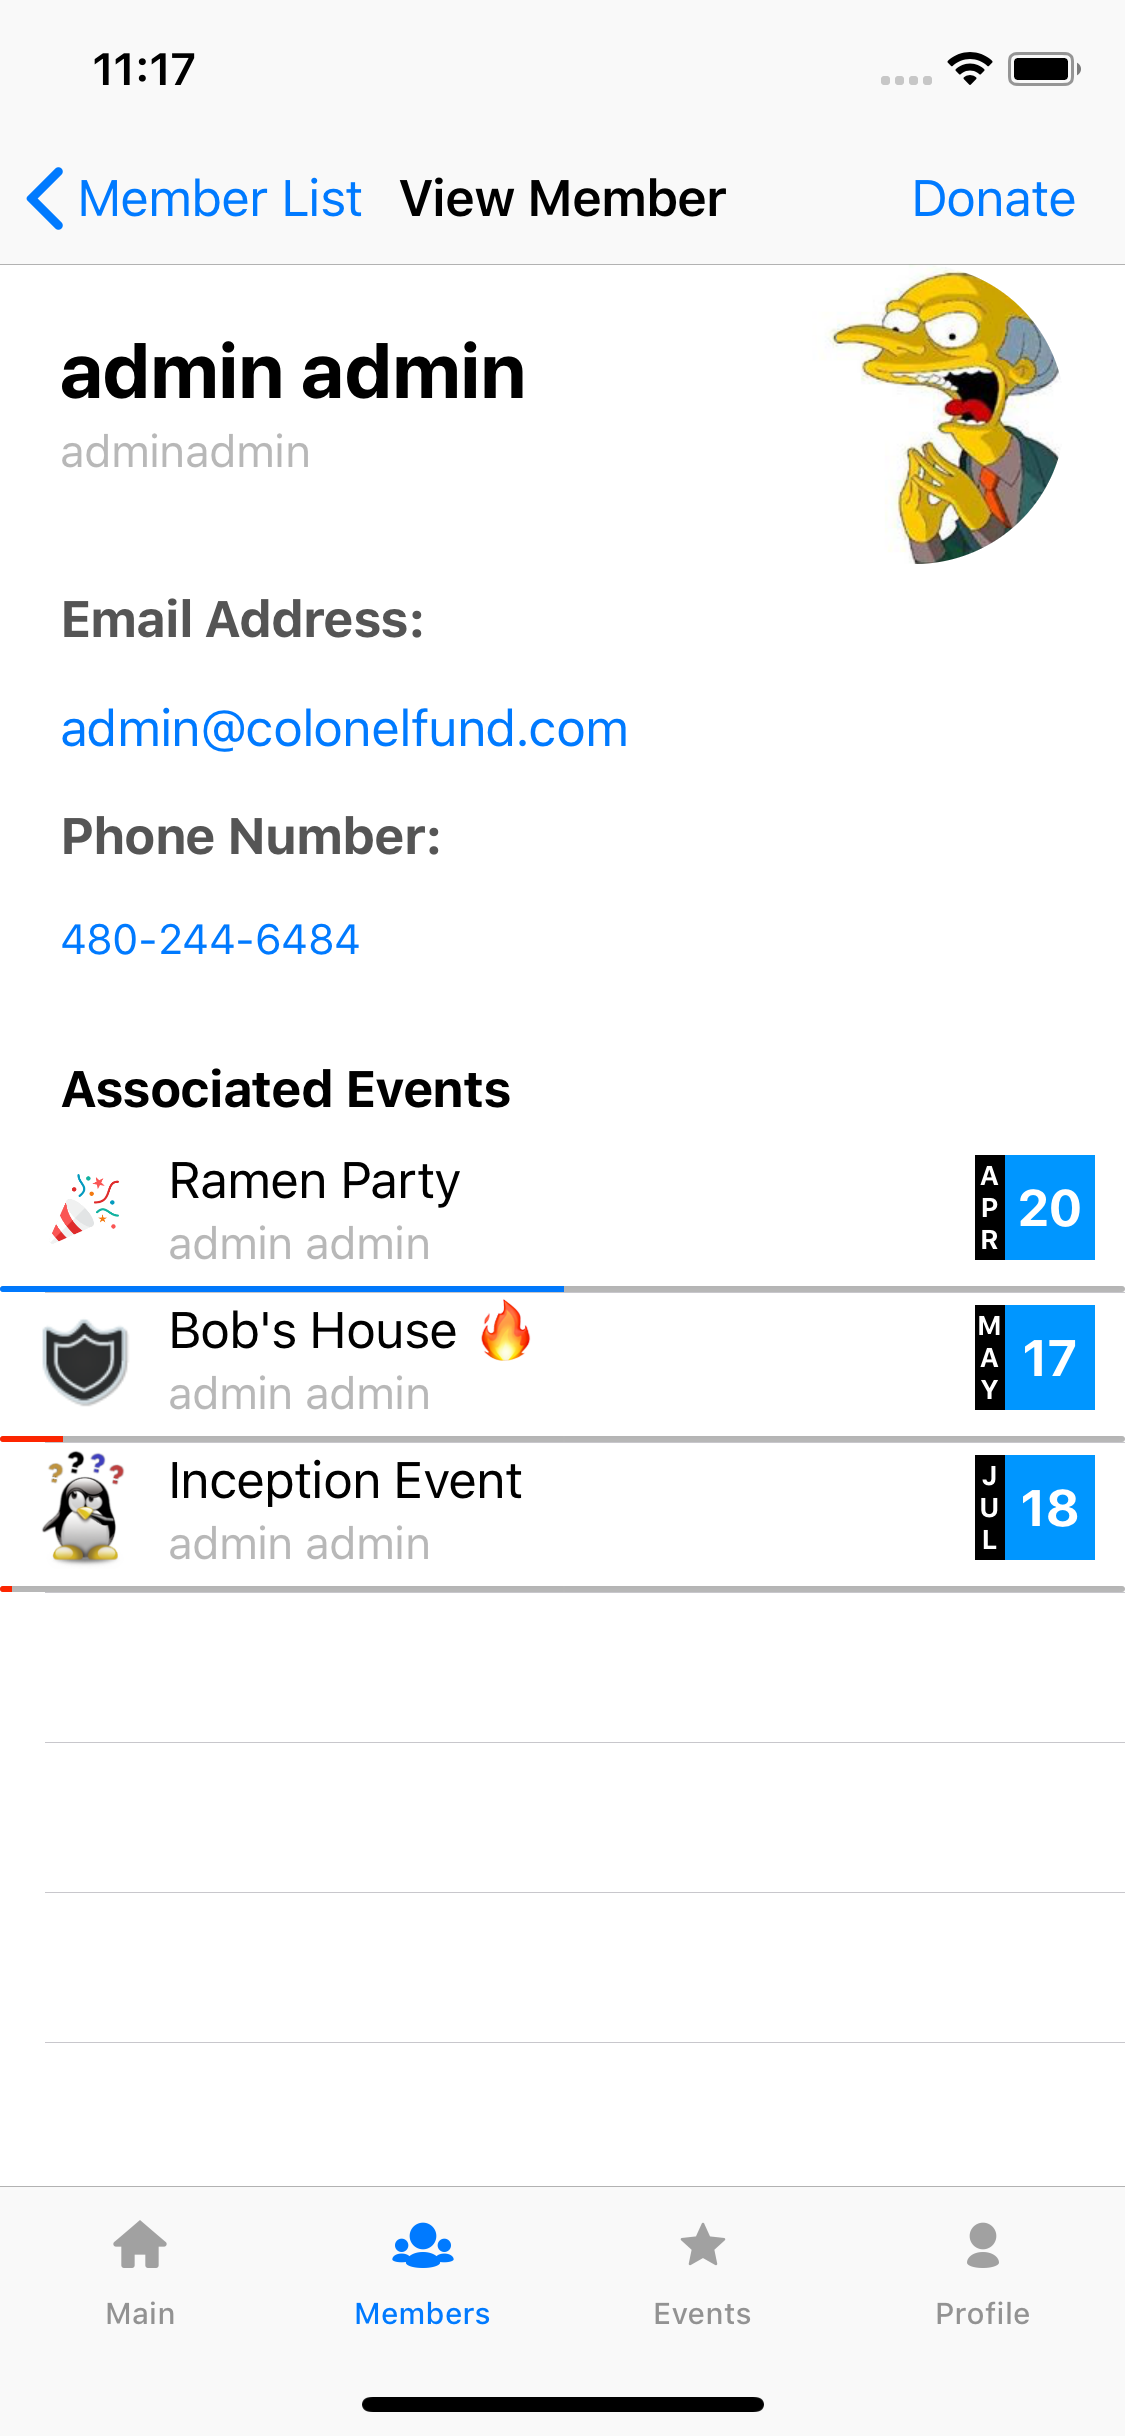 11:17
Member List View Member Donate
admin admin
adminadmin
Email Address:
admin@colonelfund.com
Phone Number:
480-244-6484
Associated Events
Ramen Party
admin admin
APR 20
Bob's House 🔥
admin admin
MAY 17
????
Inception Event
admin admin
JUL 18
Main Members Events Profile